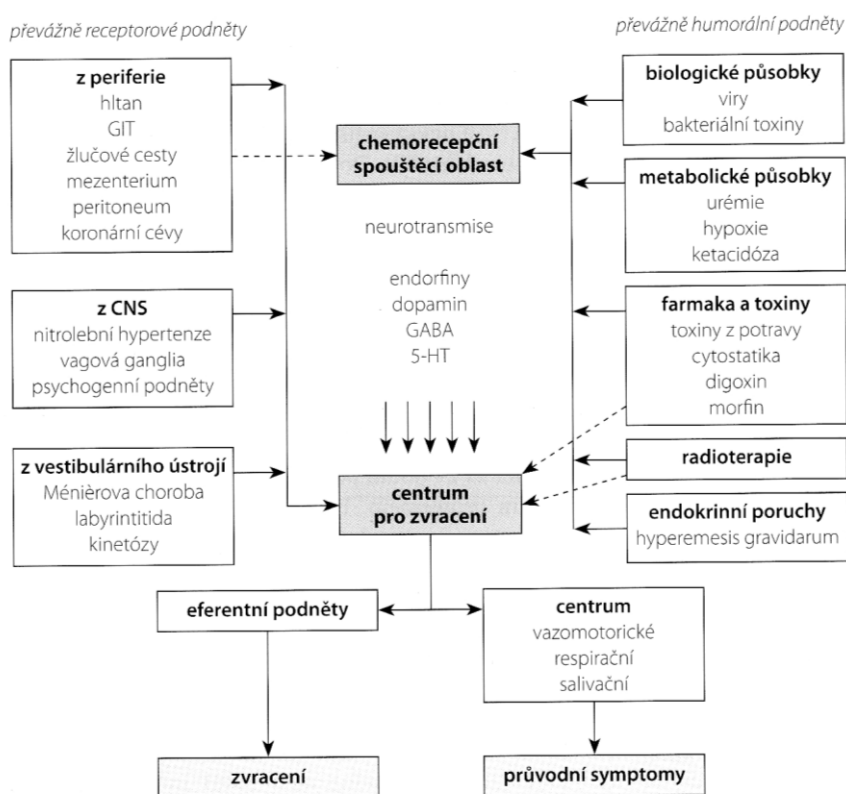 převážně receptorové podněty
z periferie
hltan
GIT
žlučové cesty
mezenterium
peritoneum
koronární cévy
z CNS
nitrolební hypertenze
vagová ganglia
psychogenní podněty
z vestibulárního ústrojí
Ménièrova choroba
labyrintitida
kinetózy
chemorecepční
spouštěcí oblast
neurotransmise
endorfiny
dopamin
GABA
5-HT
centrum
pro zvracení
převážně humorální podněty
biologické působky
viry
bakteriální toxiny
metabolické působky
urémie
hypoxie
ketacidóza
farmaka a toxiny
toxiny z potravy
cytostatika
digoxin
morfin
radioterapie
endokrinní poruchy
hyperemesis gravidarum
eferentní podněty
centrum
vazomotorické
respirační
salivační
zvracení
průvodní symptomy